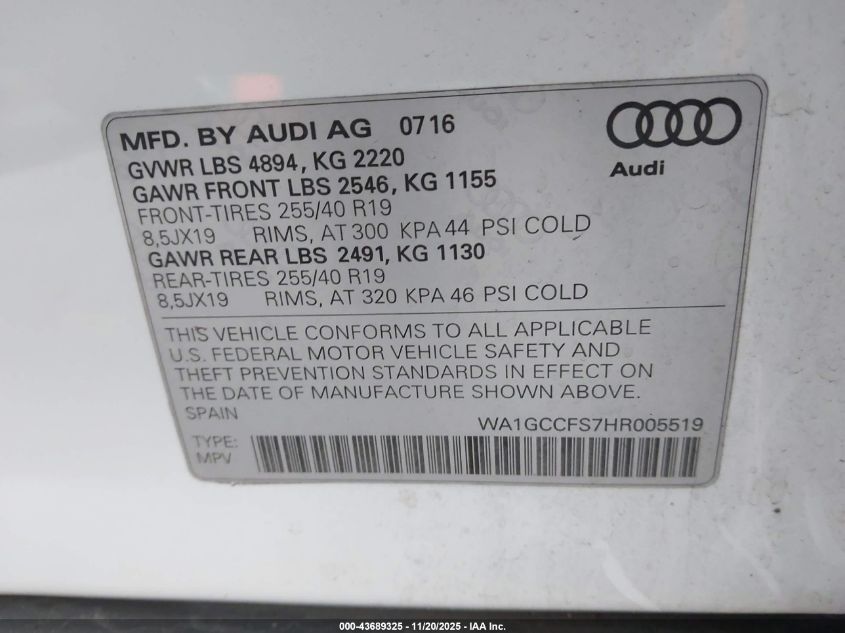 MFD. BY AUDI AG 0716
Audi
GVWR LBS 4894, KG 2220
GAWR FRONT LBS 2546, KG 1155
FRONT-TIRES 255/40 R19
8,5JX19 RIMS, AT 300 KPA 44 PSI COLD
GAWR REAR LBS 2491, KG 1130
REAR-TIRES 255/40 R19
8,5JX19 RIMS, AT 320 KPA 46 PSI COLD
THIS VEHICLE CONFORMS TO ALL APPLICABLE
U.S. FEDERAL MOTOR VEHICLE SAFETY AND
THEFT PREVENTION STANDARDS IN EFFECT ON
THE DATE OF MANUFACTURE SHOWN ABOVE.
SPAIN WA1GCCFS7HR005519
TYPE:
MPV
000-43689325 - 11/20/2025 - IAA Inc.